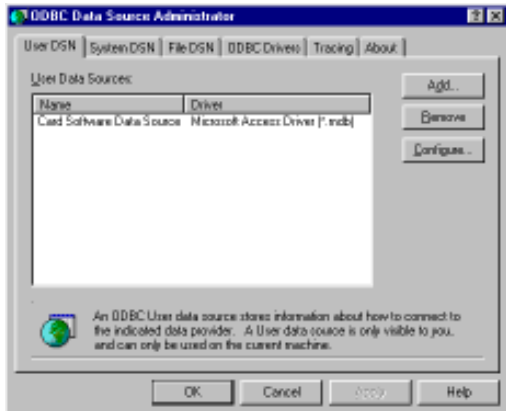 ODBC Data Source Administrator
User DSN System DSN File DSN ODBC Drivers Tracing About
User Data Sources:
Add...
Name Driver
Card Software Data Source Microsoft Access Driver (*.mdb)
Remove
Configure...
An ODBC User data source stores information about how to connect to
the indicated data provider. A User data source is only visible to you,
and can only be used on the current machine.
OK Cancel Apply Help